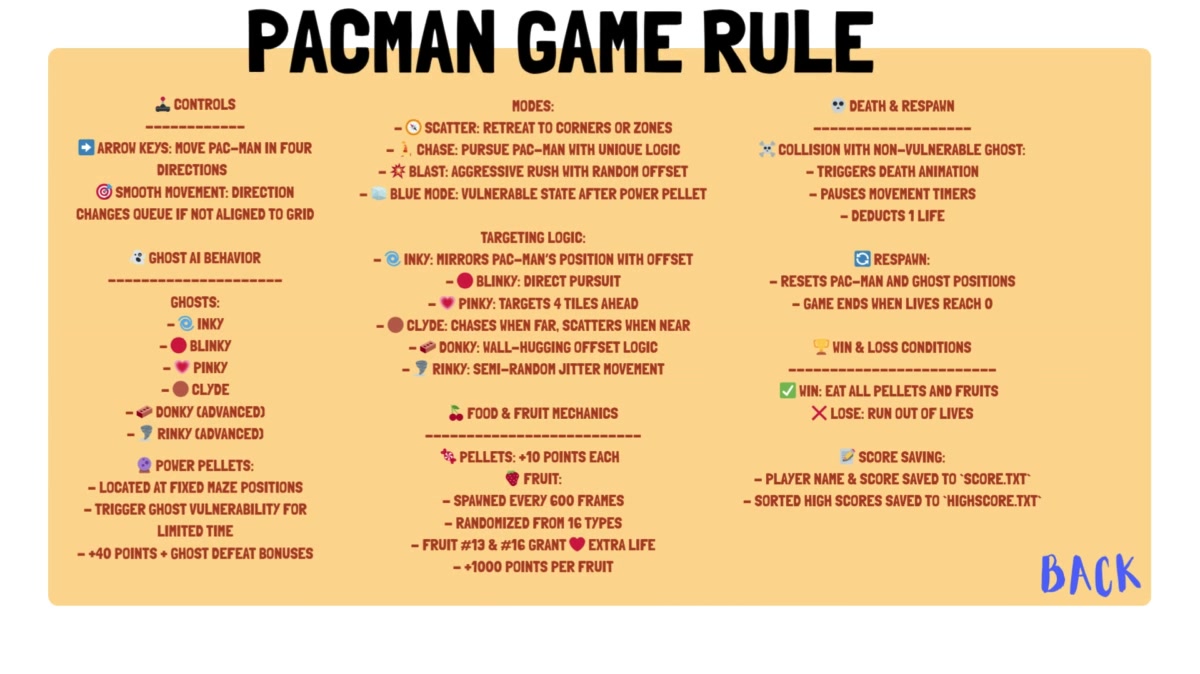 PACMAN GAME RULE
🕹️ CONTROLS
------------
➡️ ARROW KEYS: MOVE PAC-MAN IN FOUR
DIRECTIONS
🎯 SMOOTH MOVEMENT: DIRECTION
CHANGES QUEUE IF NOT ALIGNED TO GRID
👻 GHOST AI BEHAVIOR
---------------------
GHOSTS:
- 🌀 INKY
- 🔴 BLINKY
- 💗 PINKY
- 🟤 CLYDE
- 🧱 DONKY (ADVANCED)
- 🌪️ RINKY (ADVANCED)
🔮 POWER PELLETS:
- LOCATED AT FIXED MAZE POSITIONS
- TRIGGER GHOST VULNERABILITY FOR
LIMITED TIME
- +40 POINTS + GHOST DEFEAT BONUSES
MODES:
- 🧭 SCATTER: RETREAT TO CORNERS OR ZONES
- 🏃 CHASE: PURSUE PAC-MAN WITH UNIQUE LOGIC
- 💥 BLAST: AGGRESSIVE RUSH WITH RANDOM OFFSET
- 🧊 BLUE MODE: VULNERABLE STATE AFTER POWER PELLET
TARGETING LOGIC:
- 🌀 INKY: MIRRORS PAC-MAN'S POSITION WITH OFFSET
- 🔴 BLINKY: DIRECT PURSUIT
- 💗 PINKY: TARGETS 4 TILES AHEAD
- 🟤 CLYDE: CHASES WHEN FAR, SCATTERS WHEN NEAR
- 🧱 DONKY: WALL-HUGGING OFFSET LOGIC
- 🌪️ RINKY: SEMI-RANDOM JITTER MOVEMENT
🍒 FOOD & FRUIT MECHANICS
--------------------------
🍬 PELLETS: +10 POINTS EACH
🍓 FRUIT:
- SPAWNED EVERY 600 FRAMES
- RANDOMIZED FROM 16 TYPES
- FRUIT #13 & #16 GRANT ❤️ EXTRA LIFE
- +1000 POINTS PER FRUIT
💀 DEATH & RESPAWN
-------------------
☠️ COLLISION WITH NON-VULNERABLE GHOST:
- TRIGGERS DEATH ANIMATION
- PAUSES MOVEMENT TIMERS
- DEDUCTS 1 LIFE
🔄 RESPAWN:
- RESETS PAC-MAN AND GHOST POSITIONS
- GAME ENDS WHEN LIVES REACH 0
🏆 WIN & LOSS CONDITIONS
-------------------------
✅ WIN: EAT ALL PELLETS AND FRUITS
❌ LOSE: RUN OUT OF LIVES
📝 SCORE SAVING:
- PLAYER NAME & SCORE SAVED TO `SCORE.TXT`
- SORTED HIGH SCORES SAVED TO `HIGHSCORE.TXT`
BACK